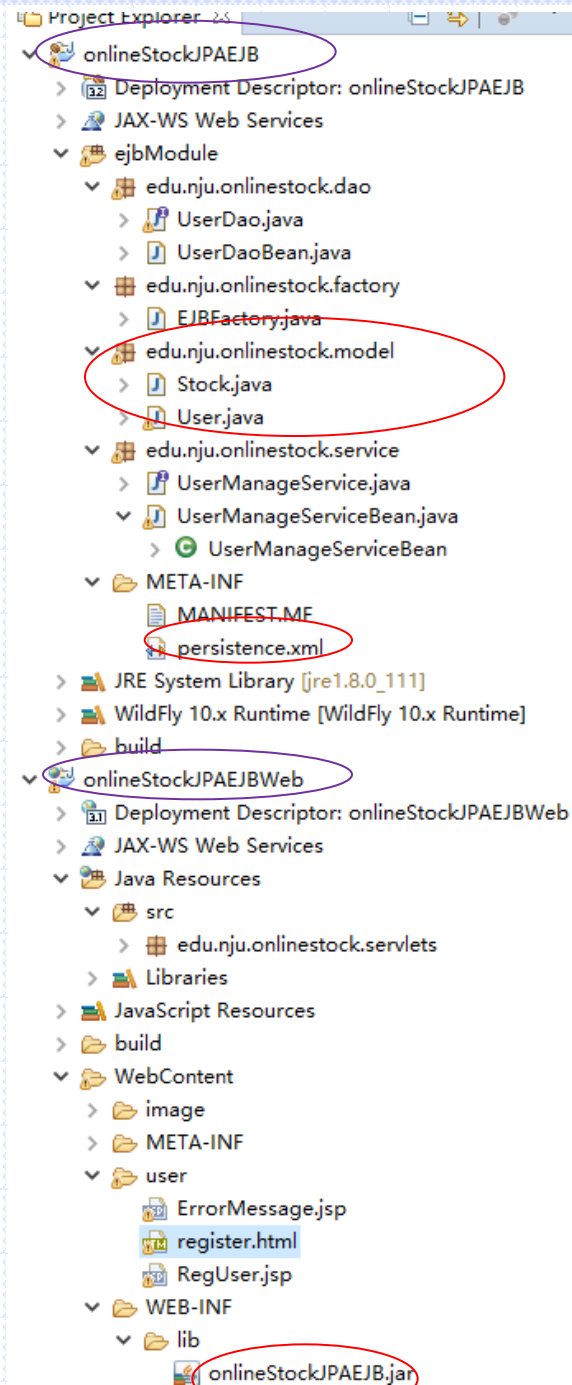 Project Explorer
onlineStockJPAEJB
3.2 Deployment Descriptor: onlineStockJPAEJB
JAX-WS Web Services
ejbModule
edu.nju.onlinestock.dao
UserDao.java
UserDaoBean.java
edu.nju.onlinestock.factory
EJBFactory.java
edu.nju.onlinestock.model
Stock.java
User.java
edu.nju.onlinestock.service
UserManageService.java
UserManageServiceBean.java
UserManageServiceBean
META-INF
MANIFEST.MF
persistence.xml
JRE System Library [jre1.8.0_111]
WildFly 10.x Runtime [WildFly 10.x Runtime]
build
onlineStockJPAEJBWeb
3.1 Deployment Descriptor: onlineStockJPAEJBWeb
JAX-WS Web Services
Java Resources
src
edu.nju.onlinestock.servlets
Libraries
JavaScript Resources
build
WebContent
image
META-INF
user
ErrorMessage.jsp
register.html
RegUser.jsp
WEB-INF
lib
onlineStockJPAEJB.jar